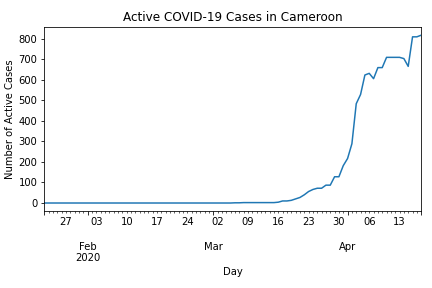 Active COVID-19 Cases in Cameroon
Number of Active Cases
800
700
600
500
400
300
200
100
0
27 03 10 17 24 02 09 16 23 30 06 13
Feb Mar Apr
2020
Day